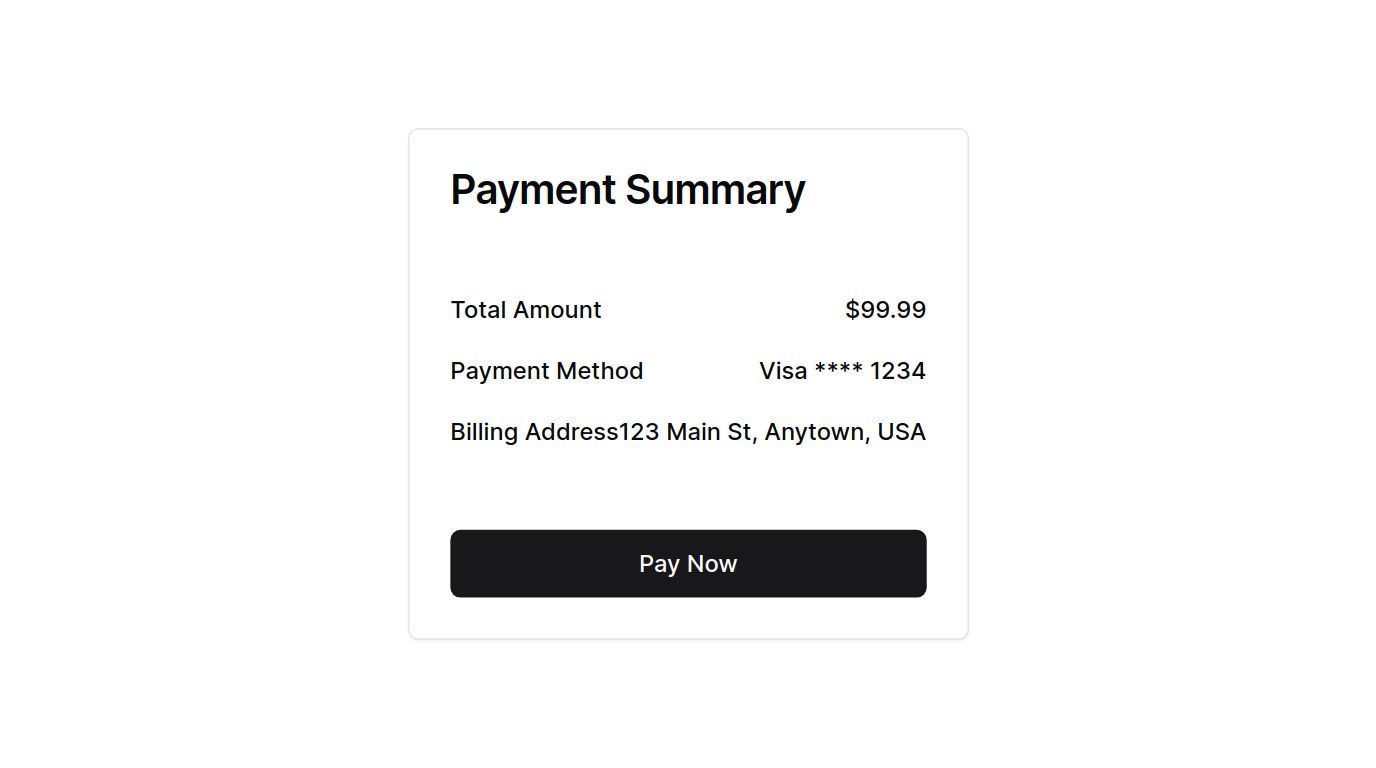 Payment Summary
Total Amount $99.99
Payment Method Visa **** 1234
Billing Address123 Main St, Anytown, USA
Pay Now